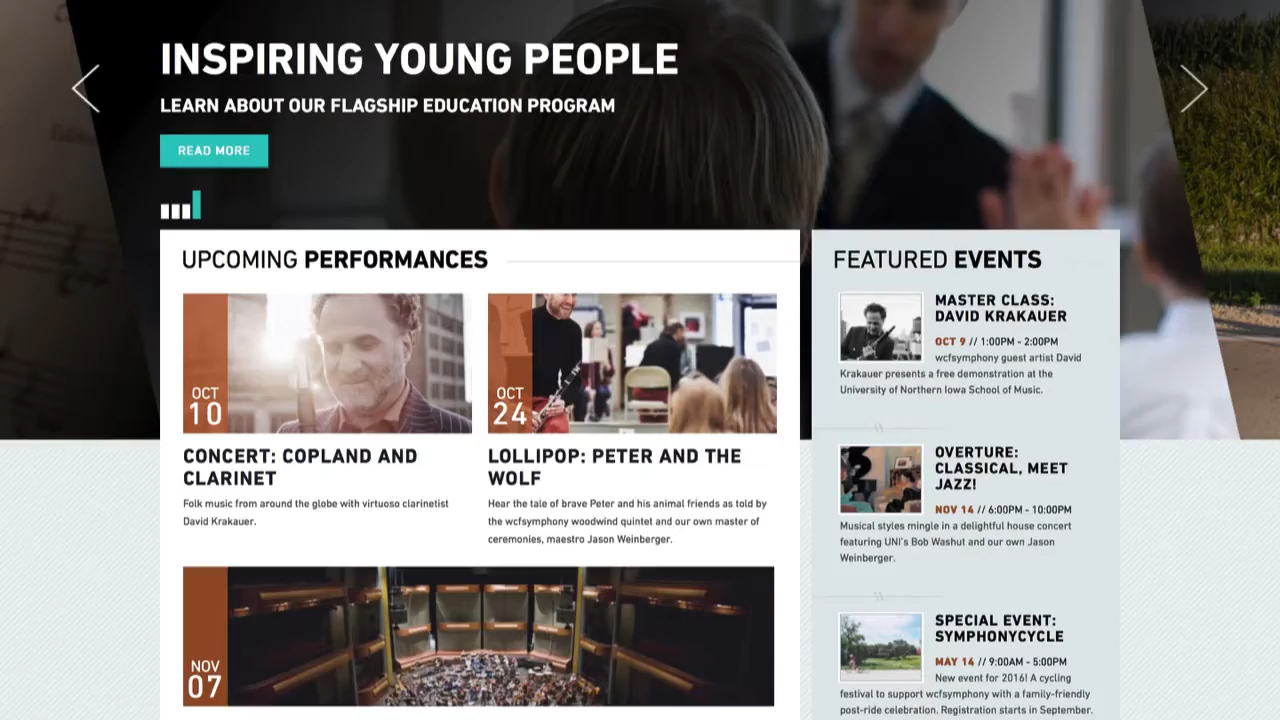 INSPIRING YOUNG PEOPLE
LEARN ABOUT OUR FLAGSHIP EDUCATION PROGRAM
READ MORE
UPCOMING PERFORMANCES
OCT
10
CONCERT: COPLAND AND
CLARINET
Folk music from around the globe with virtuoso clarinetist
David Krakauer.
OCT
24
LOLLIPOP: PETER AND THE
WOLF
Hear the tale of brave Peter and his animal friends as told by
the wcfsymphony woodwind quintet and our own master of
ceremonies, maestro Jason Weinberger.
NOV
07
FEATURED EVENTS
MASTER CLASS:
DAVID KRAKAUER
OCT 9 // 1:00PM - 2:00PM
wcfsymphony guest artist David
Krakauer presents a free demonstration at the
University of Northern Iowa School of Music.
OVERTURE:
CLASSICAL, MEET
JAZZ!
NOV 14 // 6:00PM - 10:00PM
Musical styles mingle in a delightful house concert
featuring UNI's Bob Washut and our own Jason
Weinberger.
SPECIAL EVENT:
SYMPHONYCYCLE
MAY 14 // 9:00AM - 5:00PM
New event for 2016! A cycling
festival to support wcfsymphony with a family-friendly
post-ride celebration. Registration starts in September.